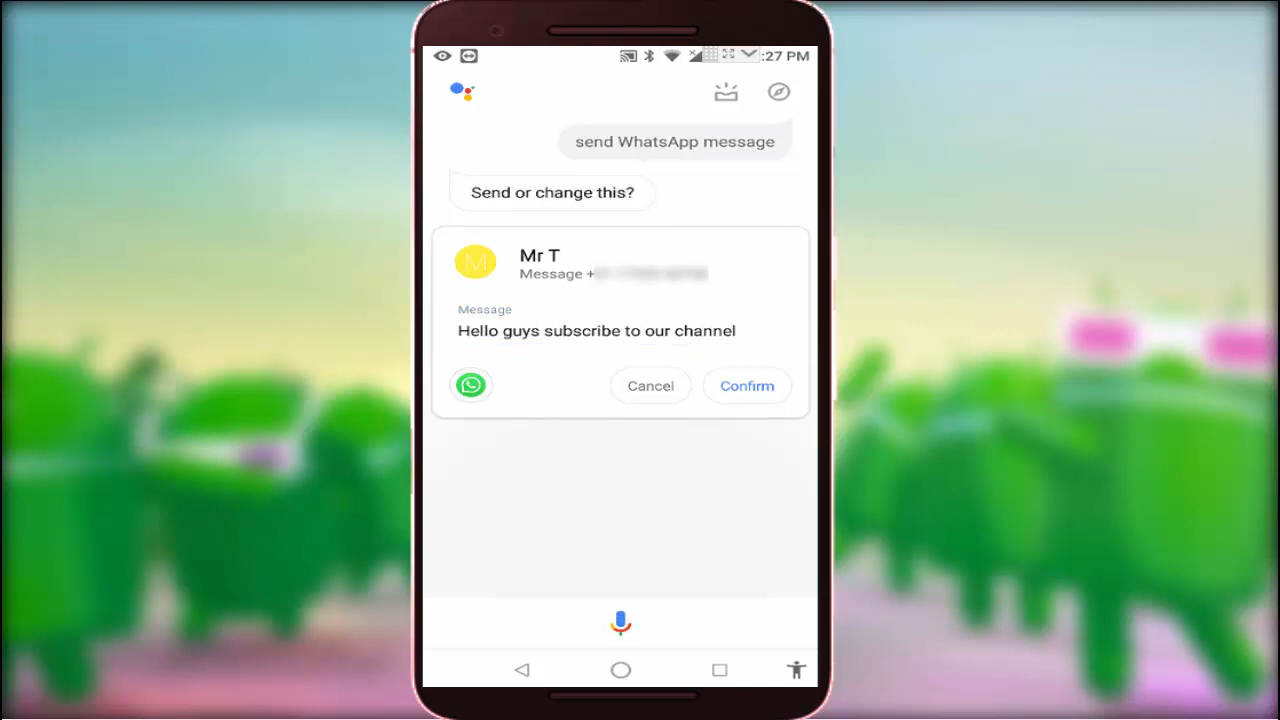 :27 PM
send WhatsApp message
Send or change this?
M
Mr T
Message +
Message
Hello guys subscribe to our channel
Cancel
Confirm